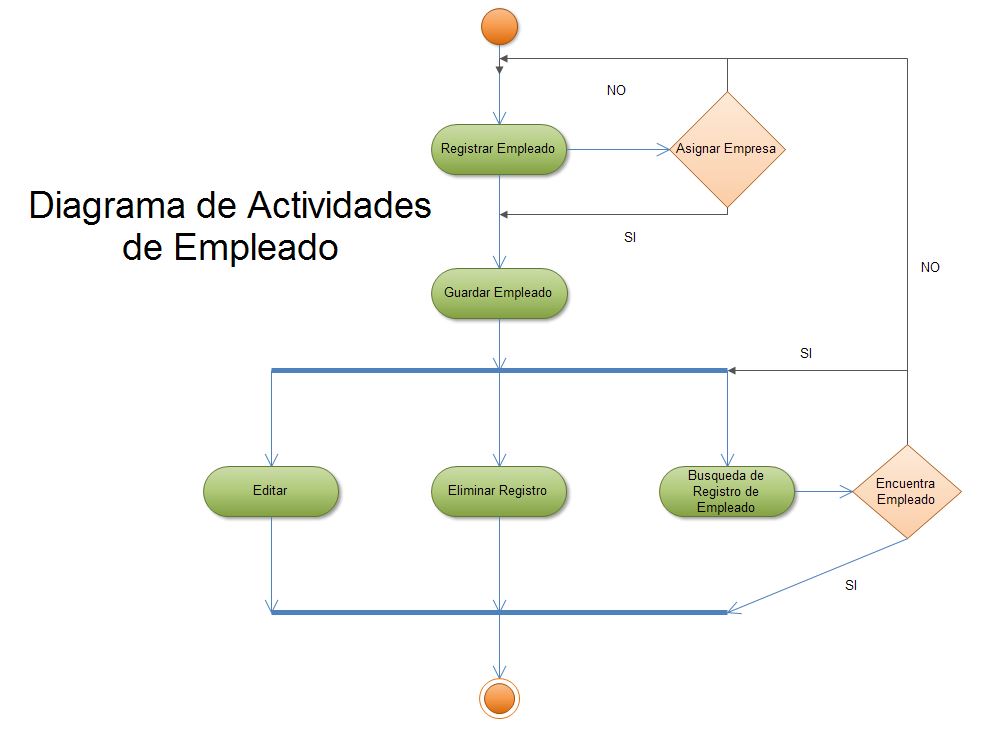 NO
Registrar Empleado
Asignar Empresa
Diagrama de Actividades
de Empleado
SI
NO
Guardar Empleado
SI
Editar
Eliminar Registro
Busqueda de
Registro de
Empleado
Encuentra
Empleado
SI